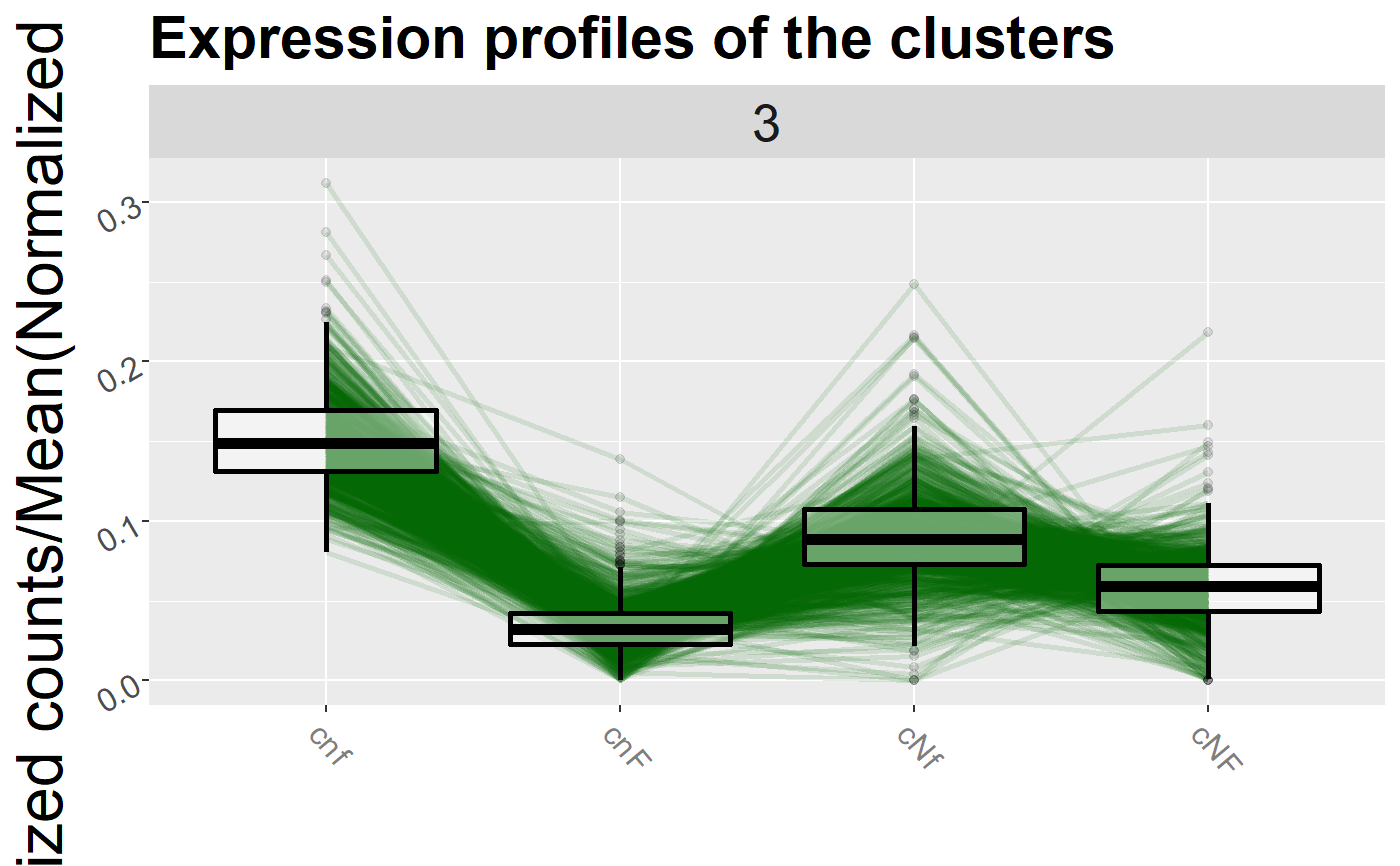 Expression profiles of the clusters
3
ized counts/Mean(Normalized
0.3
0.2
0.1
0.0
cnf
cnF
cNf
cNF